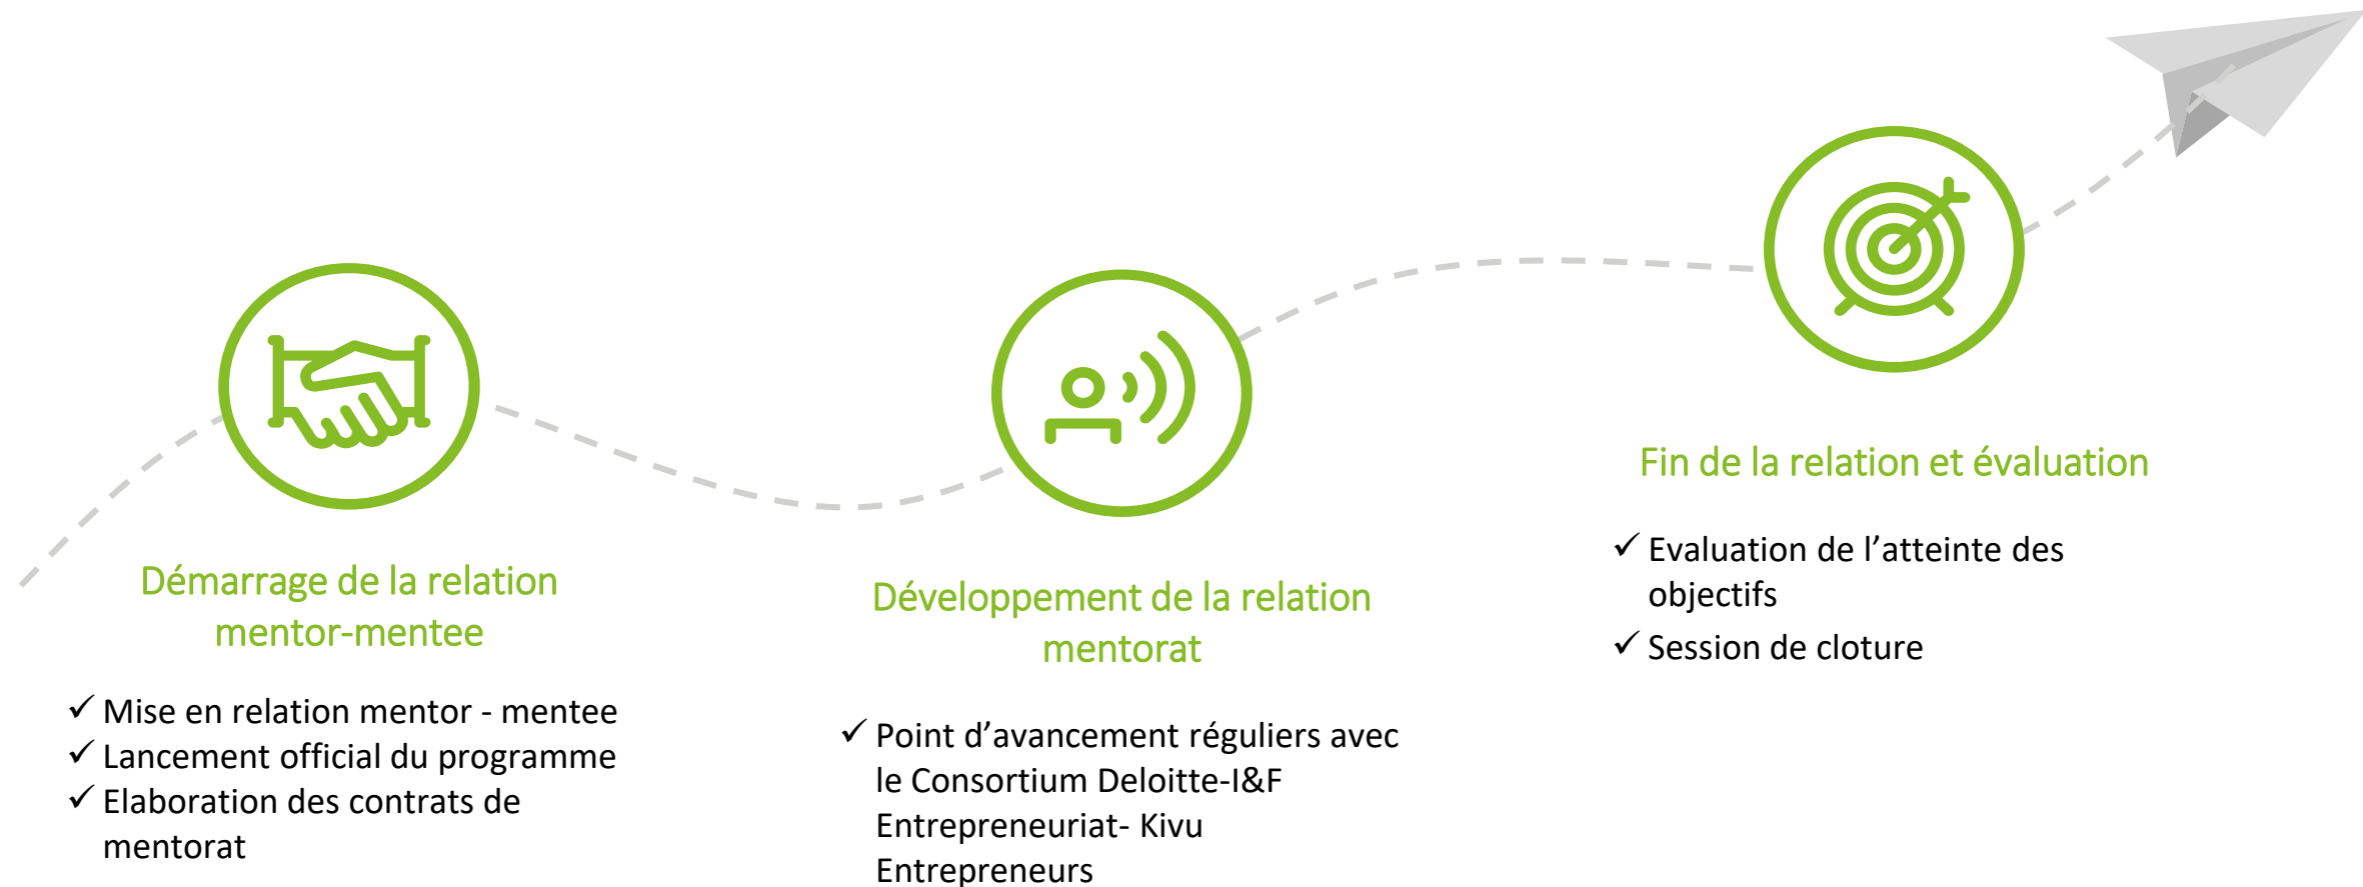 Démarrage de la relation
mentor-mentee
✓ Mise en relation mentor - mentee
✓ Lancement official du programme
✓ Elaboration des contrats de
mentorat
Développement de la relation
mentorat
✓ Point d’avancement réguliers avec
le Consortium Deloitte-I&F
Entrepreneuriat- Kivu
Entrepreneurs
Fin de la relation et évaluation
✓ Evaluation de l’atteinte des
objectifs
✓ Session de cloture